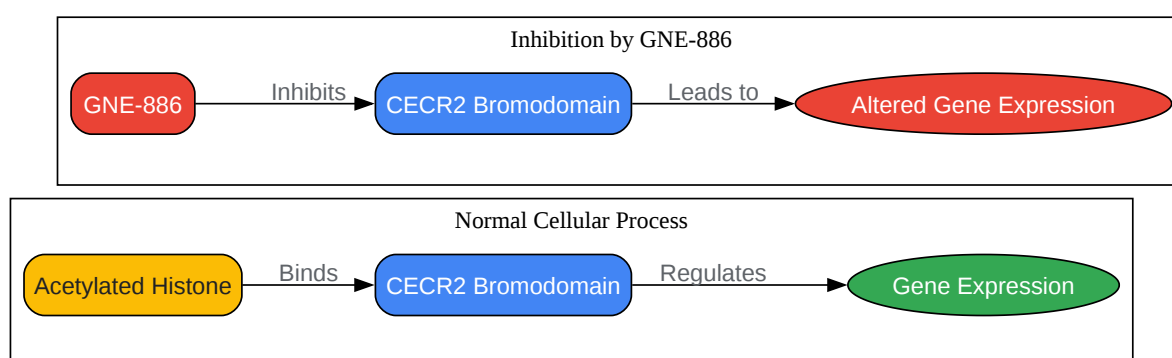 Inhibition by GNE-886
GNE-886
Inhibits
CECR2 Bromodomain
Leads to
Altered Gene Expression
Normal Cellular Process
Acetylated Histone
Binds
CECR2 Bromodomain
Regulates
Gene Expression